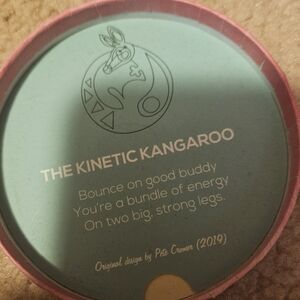 THE KINETIC KANGAROO
Bounce on good buddy
You're a bundle of energy
On two big, strong legs.
Original design by Pete Cromer (2019)